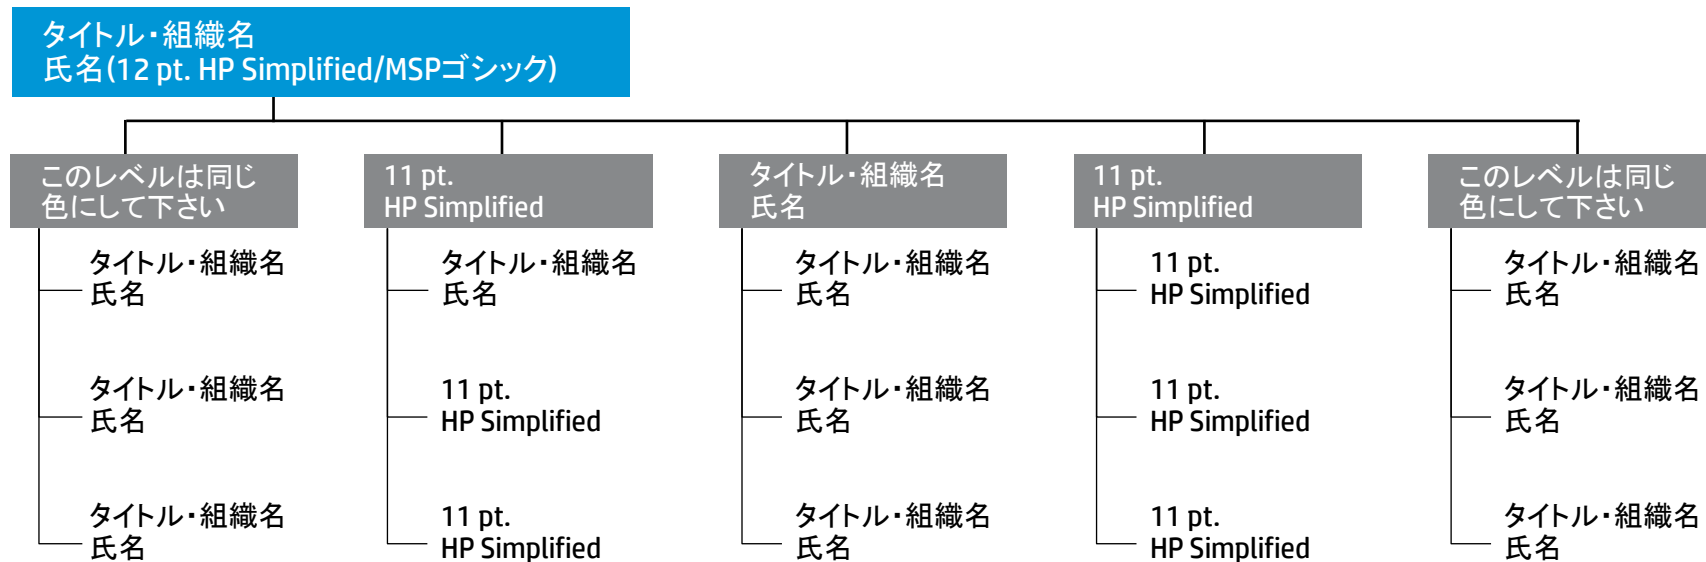 タイトル・組織名
氏名(12 pt. HP Simplified/MSPゴシック)
このレベルは同じ
色にして下さい
11 pt.
HP Simplified
タイトル・組織名
氏名
11 pt.
HP Simplified
このレベルは同じ
色にして下さい
タイトル・組織名
氏名
タイトル・組織名
氏名
タイトル・組織名
氏名
タイトル・組織名
氏名
11 pt.
HP Simplified
11 pt.
HP Simplified
タイトル・組織名
氏名
タイトル・組織名
氏名
タイトル・組織名
氏名
11 pt.
HP Simplified
11 pt.
HP Simplified
11 pt.
HP Simplified
タイトル・組織名
氏名
タイトル・組織名
氏名
タイトル・組織名
氏名